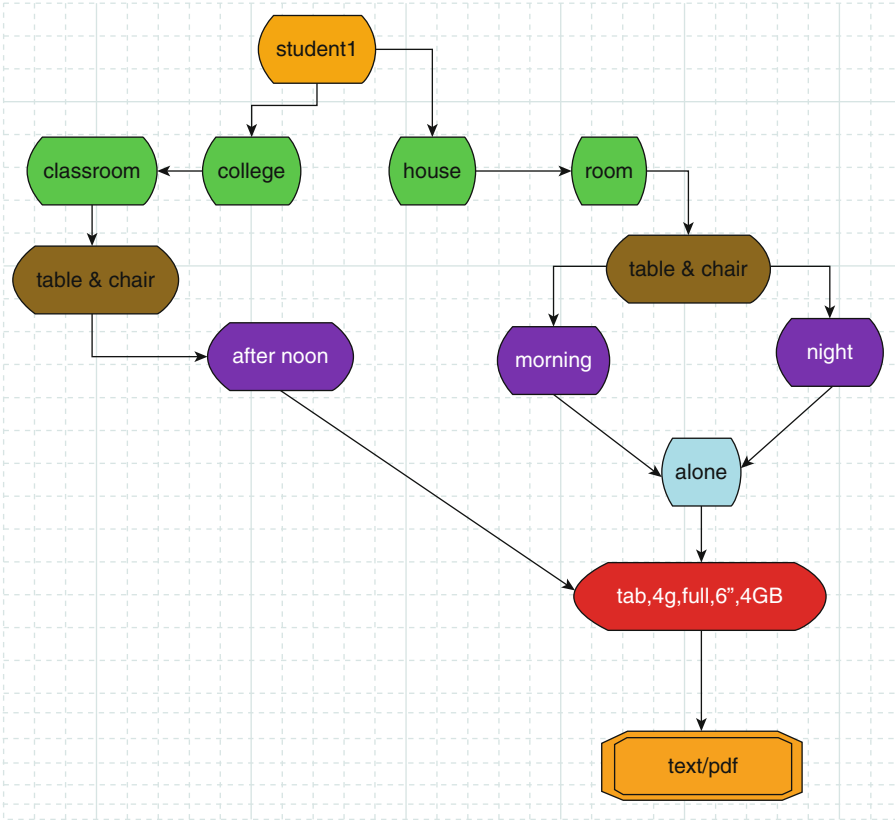 student1
classroom
college
house
room
table & chair
table & chair
after noon
morning
night
alone
tab,4g,full,6”,4GB
text/pdf